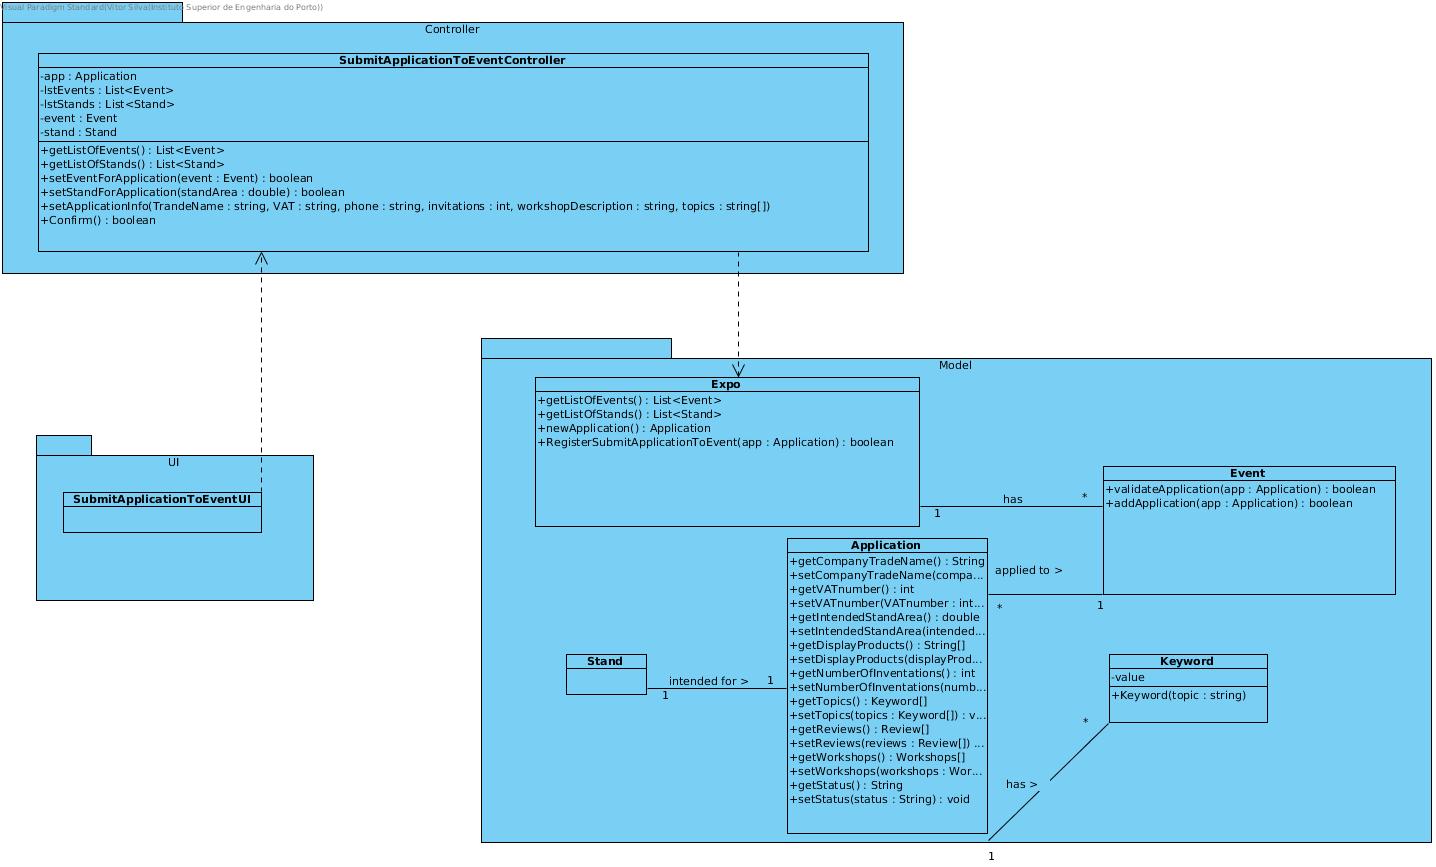 Visual Paradigm Standard(Vitor Silva(Instituto Superior de Engenharia do Porto))
Controller
SubmitApplicationToEventController
-app : Application
-lstEvents : List<Event>
-lstStands : List<Stand>
-event : Event
-stand : Stand
+getListOfEvents() : List<Event>
+getListOfStands() : List<Stand>
+setEventForApplication(event : Event) : boolean
+setStandForApplication(standArea : double) : boolean
+setApplicationInfo(TrandeName : string, VAT : string, phone : string, invitations : int, workshopDescription : string, topics : string[])
+Confirm() : boolean
UI
SubmitApplicationToEventUI
Model
Expo
+getListOfEvents() : List<Event>
+getListOfStands() : List<Stand>
+newApplication() : Application
+RegisterSubmitApplicationToEvent(app : Application) : boolean
has
1
*
Event
+validateApplication(app : Application) : boolean
+addApplication(app : Application) : boolean
Application
+getCompanyTradeName() : String
+setCompanyTradeName(compa...
+getVATnumber() : int
+setVATnumber(VATnumber : int...
+getIntendedStandArea() : double
+setIntendedStandArea(intended...
+getDisplayProducts() : String[]
+setDisplayProducts(displayProd...
+getNumberOfInventations() : int
+setNumberOfInventations(numb...
+getTopics() : Keyword[]
+setTopics(topics : Keyword[]) : v...
+getReviews() : Review[]
+setReviews(reviews : Review[]) ...
+getWorkshops() : Workshops[]
+setWorkshops(workshops : Wor...
+getStatus() : String
+setStatus(status : String) : void
applied to >
*
1
Stand
intended for >
1
1
Keyword
-value
+Keyword(topic : string)
*
has >
1